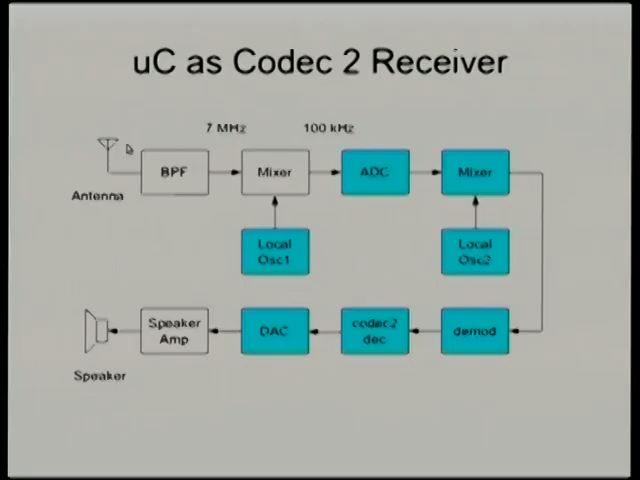 uC as Codec 2 Receiver
7 MHz
100 kHz
BPF
Mixer
ADC
Mixer
Antenna
Local
Osc1
Local
Osc2
Speaker
Amp
DAC
codec2
dec
demod
Speaker